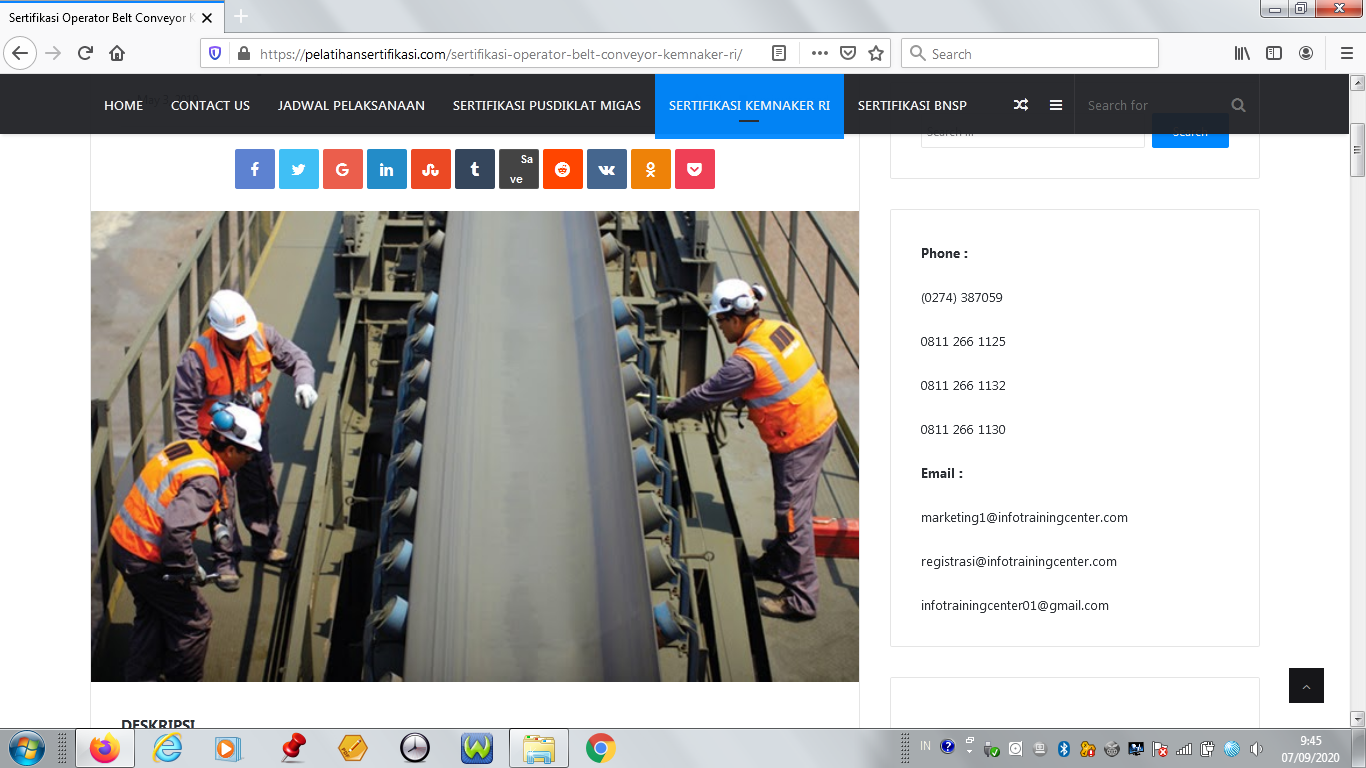 Sertifikasi Operator Belt Conveyor K
https://pelatihansertifikasi.com/sertifikasi-operator-belt-conveyor-kemnaker-ri/
Search
HOME
CONTACT US
JADWAL PELAKSANAAN
SERTIFIKASI PUSDIKLAT MIGAS
SERTIFIKASI KEMNAKER RI
SERTIFIKASI BNSP
Search for
Search
Sa
ve
Phone :
(0274) 387059
0811 266 1125
0811 266 1132
0811 266 1130
Email :
marketing1@infotrainingcenter.com
registrasi@infotrainingcenter.com
infotrainingcenter01@gmail.com
DESKRIPSI
IN
9:45
07/09/2020